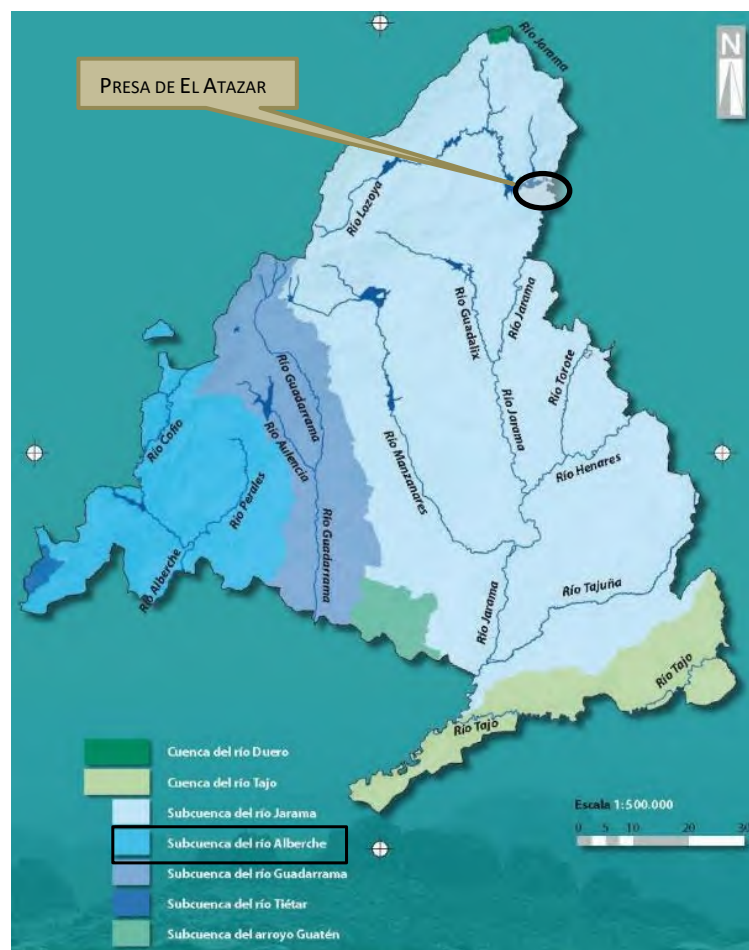 Río Jarama
N
PRESA DE EL ATAZAR
Río Lozoya
Río Guadalix
Río Jarama
Río Torote
Río Guadarrama
Río Jarama
Río Cofio
Río Aulencia
Río Manzanares
Río Henares
Río Perales
Río Guadarrama
Río Alberche
Río Jarama
Río Tajuña
Río Tajo
Río Tajo
Cuenca del río Duero
Cuenca del río Tajo
Subcuenca del río Jarama
Subcuenca del río Alberche
Subcuenca del río Guadarrama
Subcuenca del río Tiétar
Subcuenca del arroyo Guatén
Escala 1:500.000
0 5 10 20 30